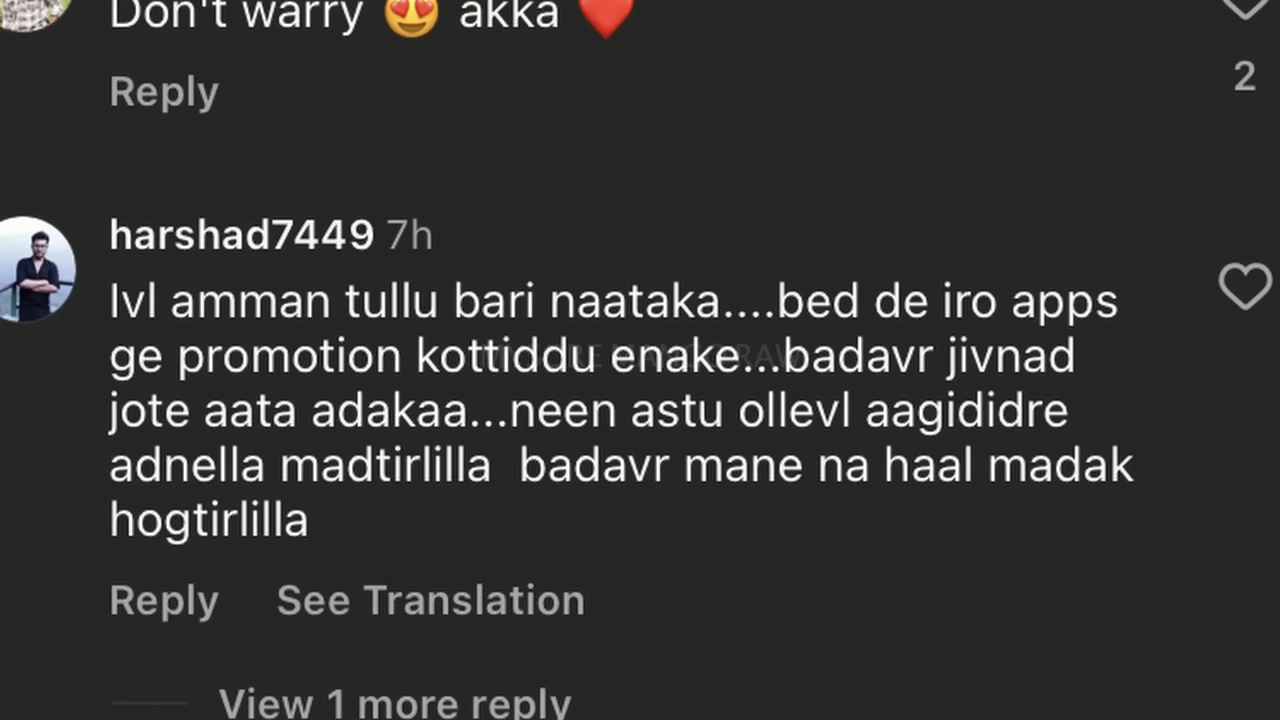 Don't warry 😍 akka ❤️
Reply
2
harshad7449 7h
lvl amman tullu bari naataka....bed de iro apps
ge promotion kottiddu enake...badavr jivnad
jote aata adakaa...neen astu ollevl aagididre
adnella madtirlilla  badavr mane na haal madak
hogtirlilla
Reply See Translation
View 1 more reply